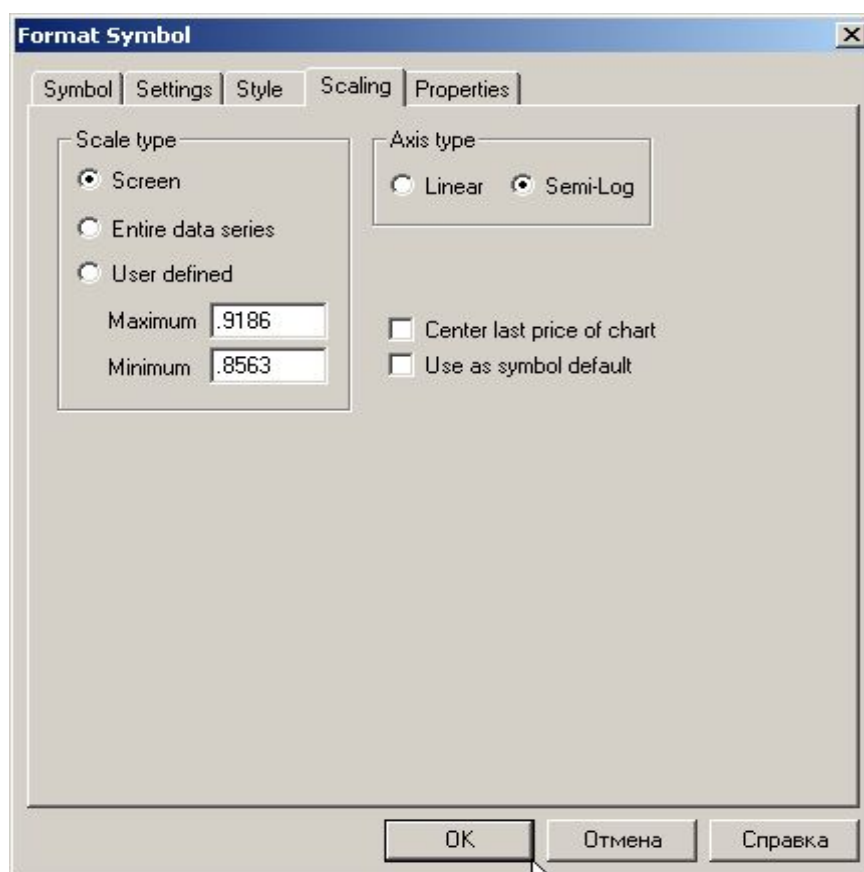 Format Symbol
Symbol Settings Style Scaling Properties
Scale type
Screen
Entire data series
User defined
Maximum .9186
Minimum .8563
Axis type
Linear Semi-Log
Center last price of chart
Use as symbol default
OK Отмена Справка